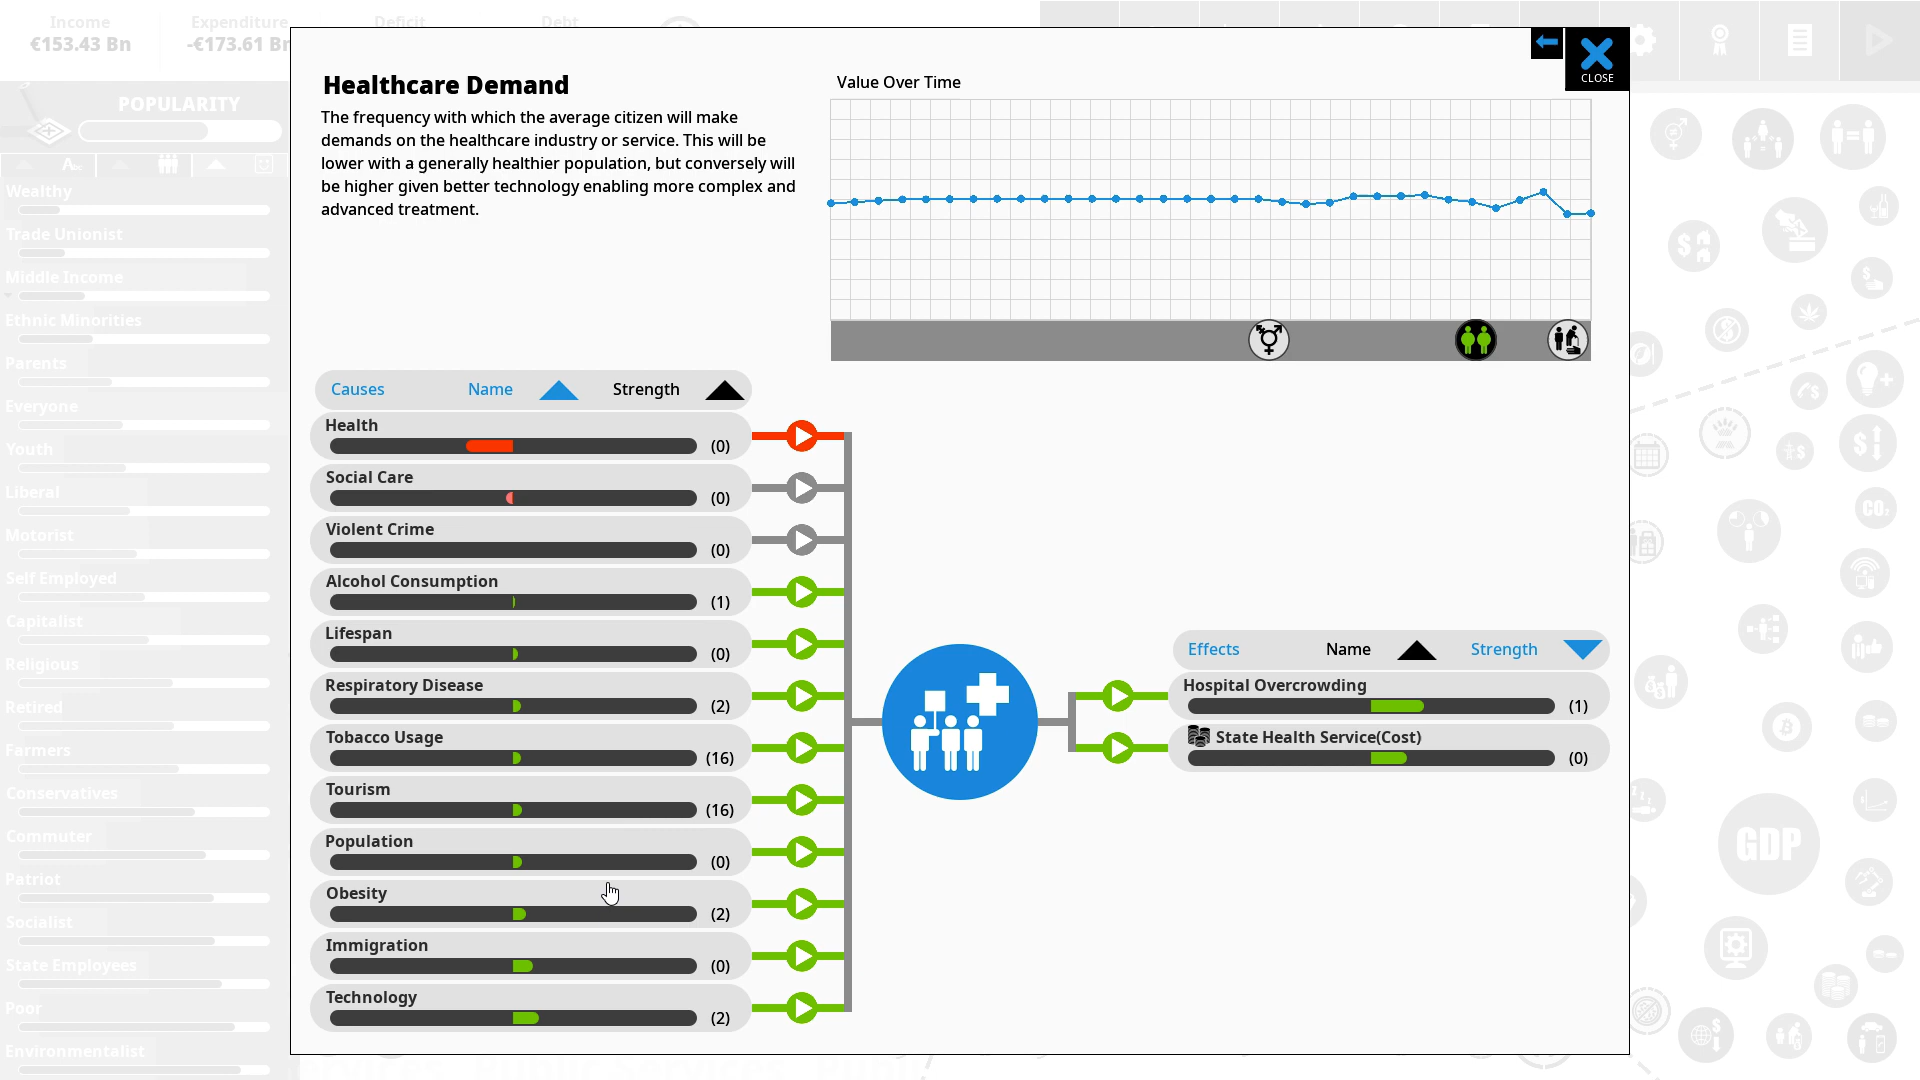 Income
€153.43 Bn
Expenditure
-€173.61 Bn
Deficit
Debt
POPULARITY
Wealthy
Trade Unionist
Middle Income
Ethnic Minorities
Parents
Everyone
Youth
Liberal
Motorist
Self Employed
Capitalist
Religious
Retired
Farmers
Conservatives
Commuter
Patriot
Socialist
State Employees
Poor
Environmentalist
Healthcare Demand
The frequency with which the average citizen will make
demands on the healthcare industry or service. This will be
lower with a generally healthier population, but conversely will
be higher given better technology enabling more complex and
advanced treatment.
Value Over Time
CLOSE
Causes Name Strength
Health
(0)
Social Care
(0)
Violent Crime
(0)
Alcohol Consumption
(1)
Lifespan
(0)
Respiratory Disease
(2)
Tobacco Usage
(16)
Tourism
(16)
Population
(0)
Obesity
(2)
Immigration
(0)
Technology
(2)
Effects Name Strength
Hospital Overcrowding
(1)
State Health Service(Cost)
(0)
CO₂
GDP